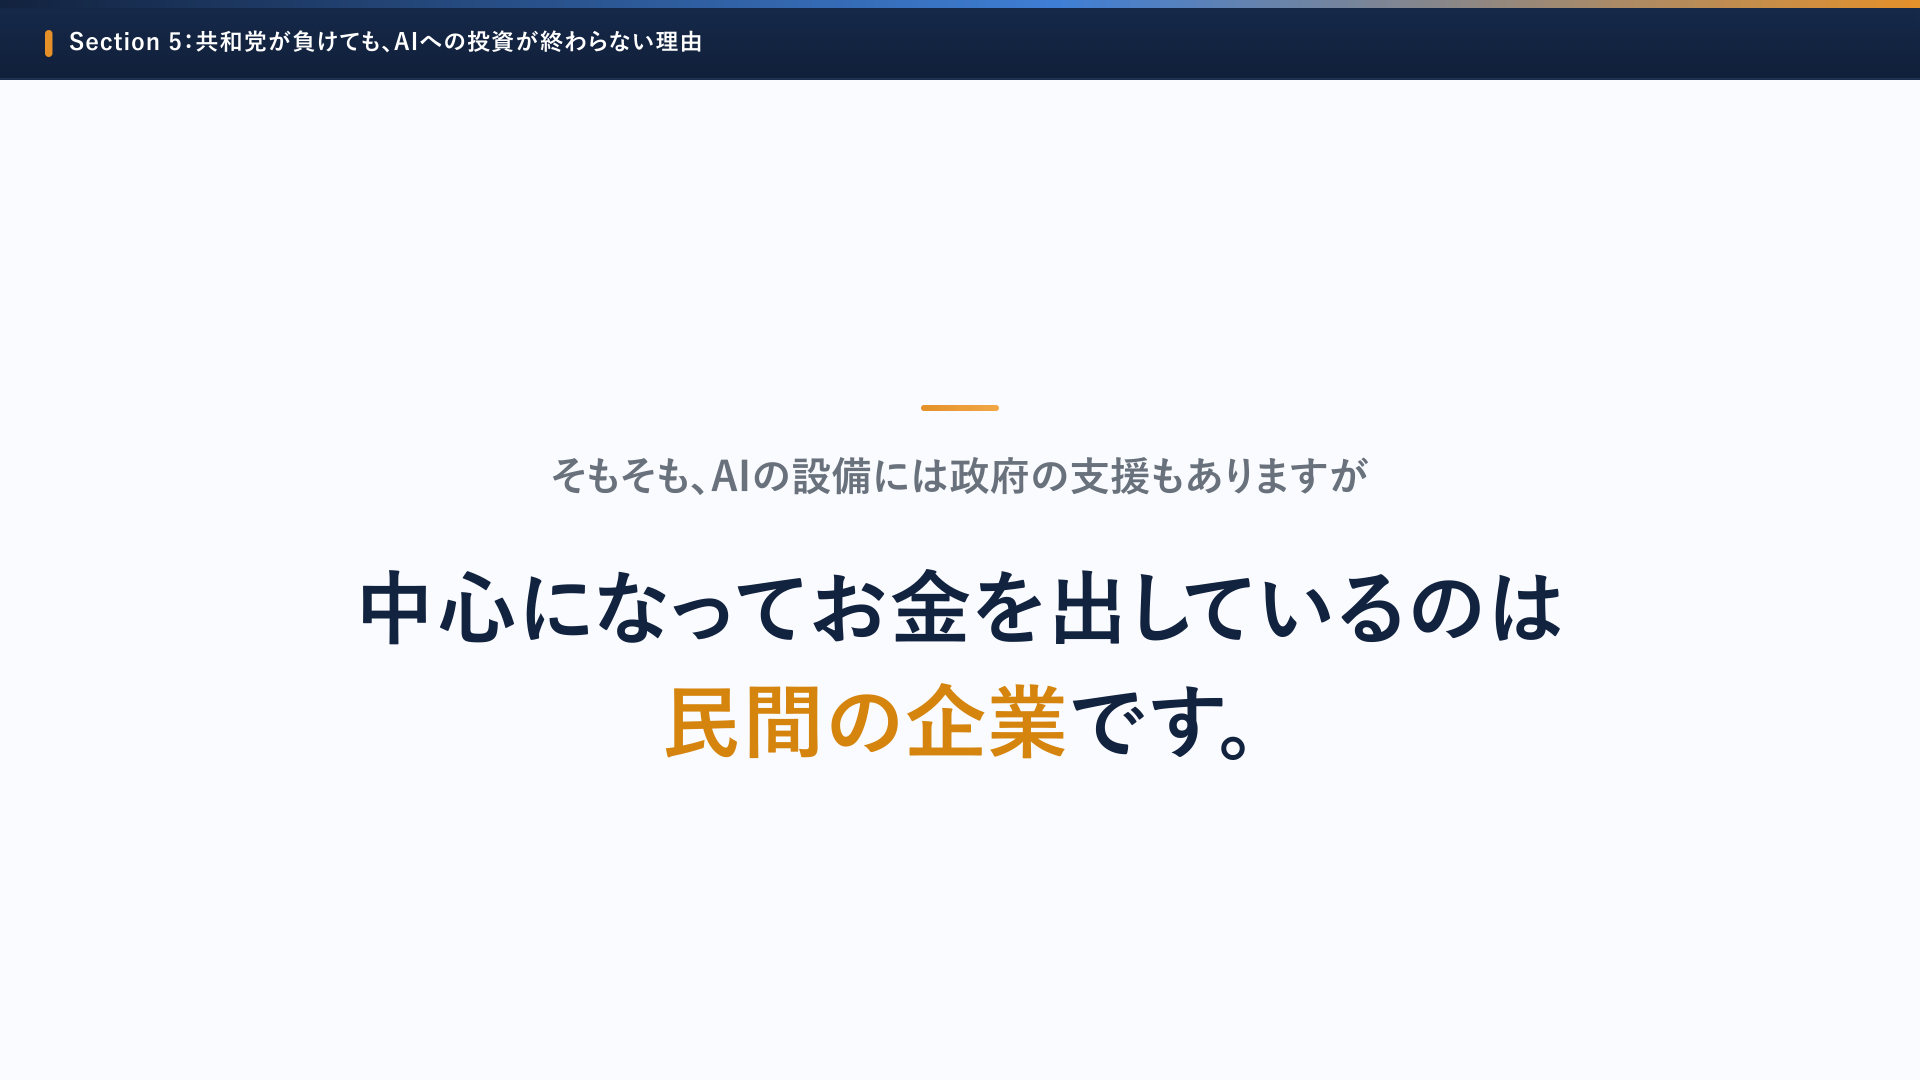 Section 5：共和党が負けても、AIへの投資が終わらない理由
そもそも、AIの設備には政府の支援もありますが
中心になってお金を出しているのは
民間の企業です。